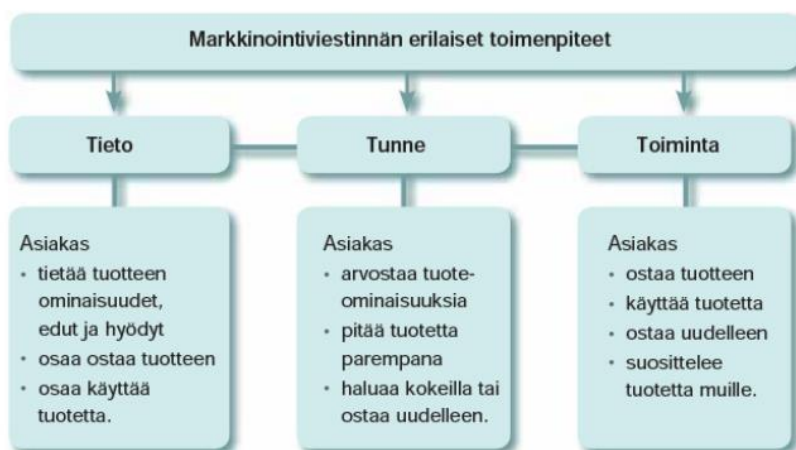 Markkinointiviestinnän erilaiset toimenpiteet
Tieto
Tunne
Toiminta
Asiakas
• tietää tuotteen
ominaisuudet,
edut ja hyödyt
• osaa ostaa tuotteen
• osaa käyttää
tuotetta.
Asiakas
• arvostaa tuote-
ominaisuuksia
• pitää tuotetta
parempana
• haluaa kokeilla tai
ostaa uudelleen.
Asiakas
• ostaa tuotteen
• käyttää tuotetta
• ostaa uudelleen
• suosittelee
tuotetta muille.